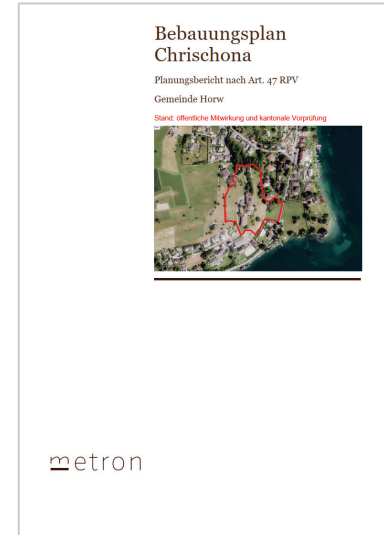 Bebauungsplan
Chrischona
Planungsbericht nach Art. 47 RPV
Gemeinde Horw
Stand: öffentliche Mitwirkung und kantonale Vorprüfung
metron